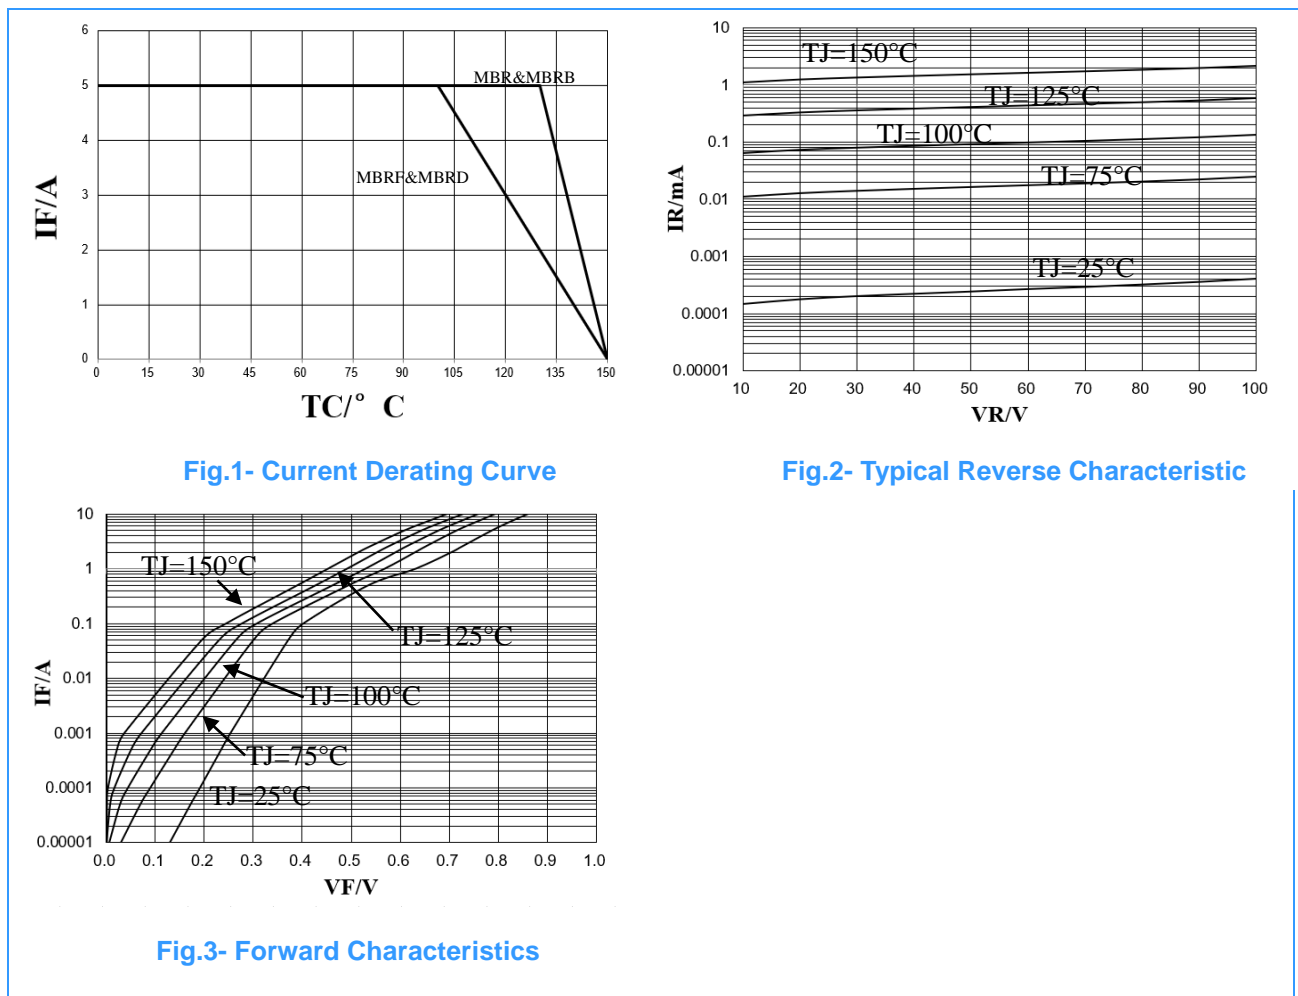 6
5
4
3
2
1
0
IF/A
MBR&MBRB
MBRF&MBRD
0 15 30 45 60 75 90 105 120 135 150
TC/° C
Fig.1- Current Derating Curve
10
1
0.1
0.01
0.001
0.0001
0.00001
IR/mA
TJ=150°C
TJ=125°C
TJ=100°C
TJ=75°C
TJ=25°C
10 20 30 40 50 60 70 80 90 100
VR/V
Fig.2- Typical Reverse Characteristic
10
1
0.1
0.01
0.001
0.0001
0.00001
IF/A
TJ=150°C
TJ=125°C
TJ=100°C
TJ=75°C
TJ=25°C
0.0 0.1 0.2 0.3 0.4 0.5 0.6 0.7 0.8 0.9 1.0
VF/V
Fig.3- Forward Characteristics